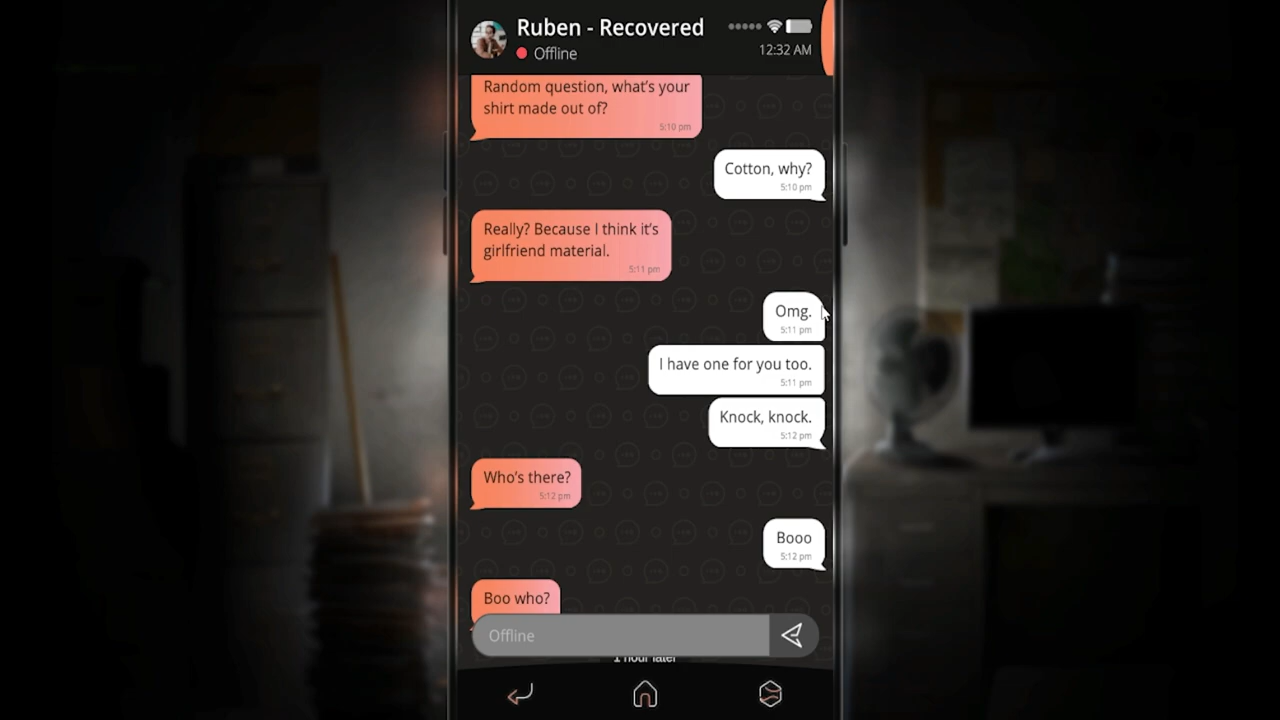 Ruben - Recovered
Offline
12:32 AM
Random question, what's your
shirt made out of?
5:10 pm
Cotton, why?
5:10 pm
Really? Because I think it's
girlfriend material.
5:11 pm
Omg.
5:11 pm
I have one for you too.
5:11 pm
Knock, knock.
5:12 pm
Who's there?
5:12 pm
Booo
5:12 pm
Boo who?
Offline
1 hour later